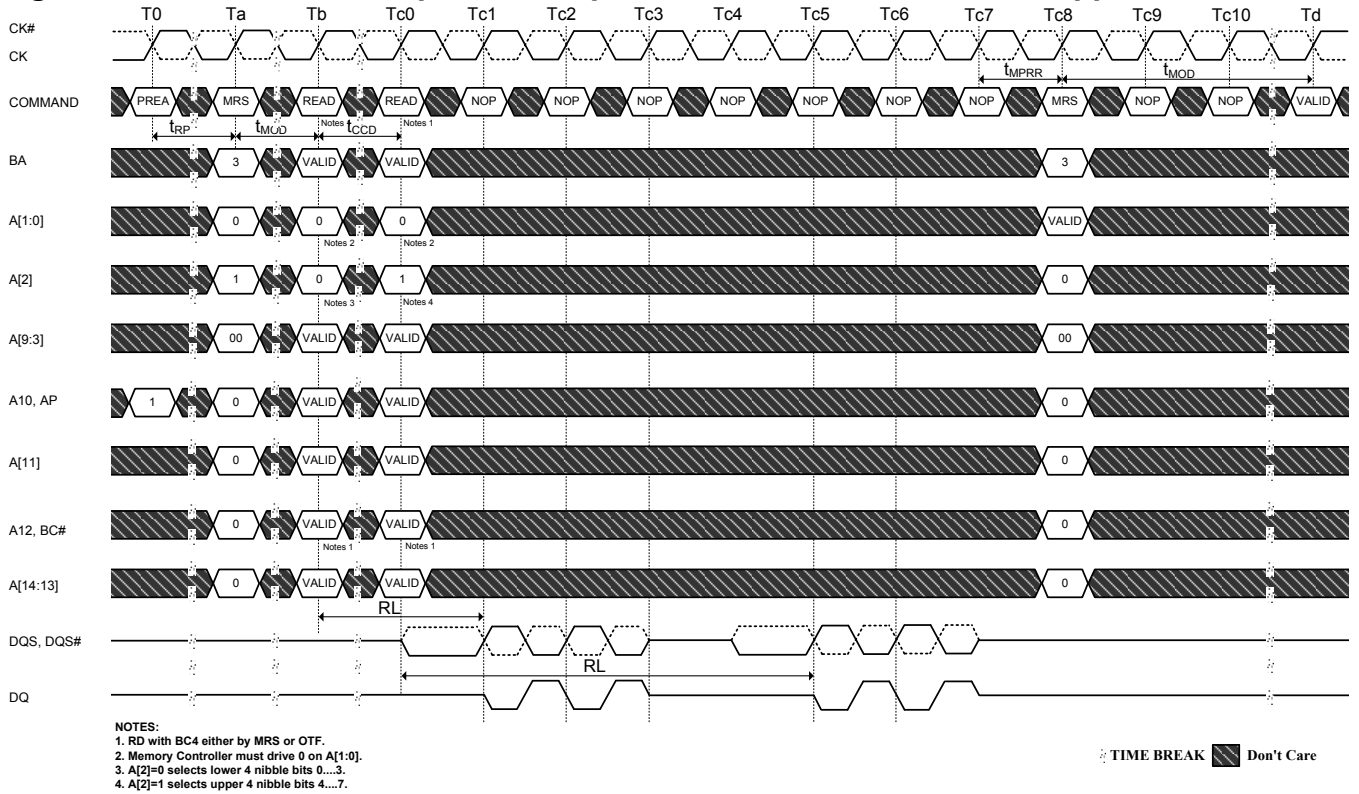 T0 Ta Tb Tc0 Tc1 Tc2 Tc3 Tc4 Tc5 Tc6 Tc7 Tc8 Tc9 Tc10 Td
CK#
CK
tMPRR tMOD
COMMAND PREA MRS READ READ NOP NOP NOP NOP NOP NOP NOP MRS NOP NOP VALID
Notes 1 Notes 1
tRP tMOD tCCD
BA 3 VALID VALID 3
A[1:0] 0 0 0 VALID
Notes 2 Notes 2
A[2] 1 0 1 0
Notes 3 Notes 4
A[9:3] 00 VALID VALID 00
A10, AP 1 0 VALID VALID 0
A[11] 0 VALID VALID 0
A12, BC# 0 VALID VALID 0
Notes 1 Notes 1
A[14:13] 0 VALID VALID 0
RL
DQS, DQS#
RL
DQ
NOTES:
1. RD with BC4 either by MRS or OTF.
2. Memory Controller must drive 0 on A[1:0].
3. A[2]=0 selects lower 4 nibble bits 0....3.
4. A[2]=1 selects upper 4 nibble bits 4....7.
TIME BREAK Don't Care